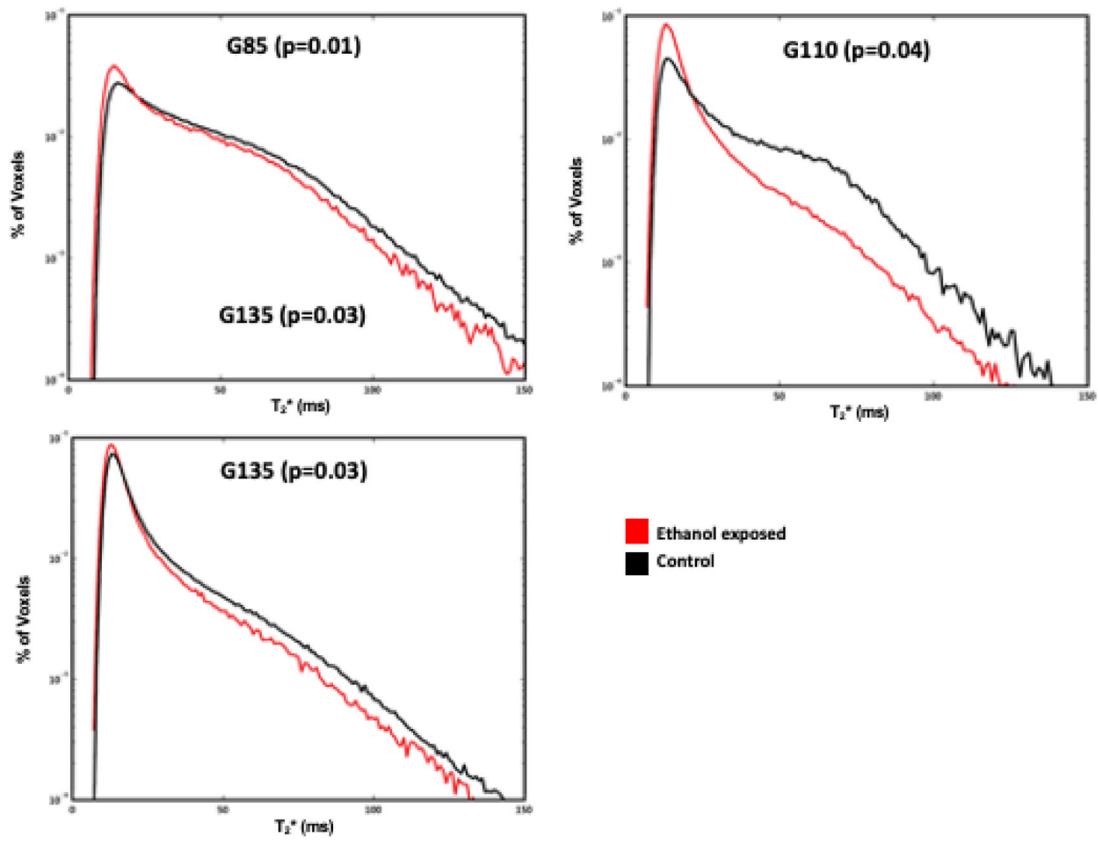 G85 (p=0.01)
G135 (p=0.03)
% of Voxels
0
50
100
150
T₂* (ms)
G110 (p=0.04)
% of Voxels
0
50
100
150
T₂* (ms)
G135 (p=0.03)
% of Voxels
0
50
100
150
T₂* (ms)
Ethanol exposed
Control